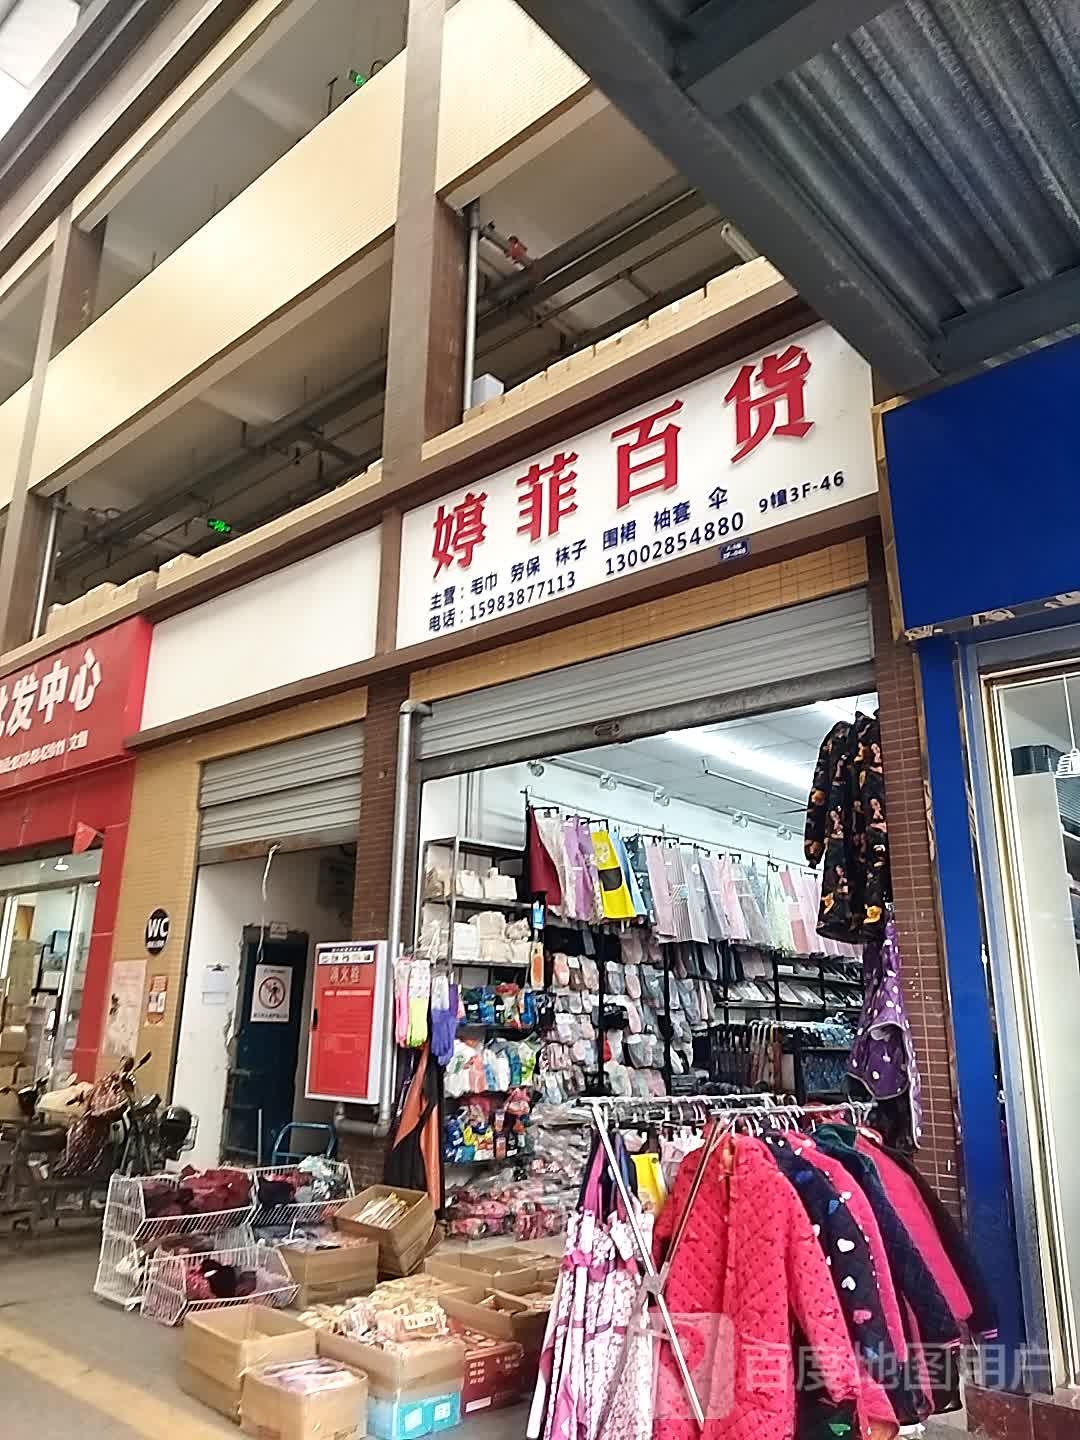 婷菲百货
主营：毛巾 劳保 袜子 围裙 袖套 伞
电话：15983877113 13002854880 9幢3F-46
批发中心
WC
消火栓
百度地图用户